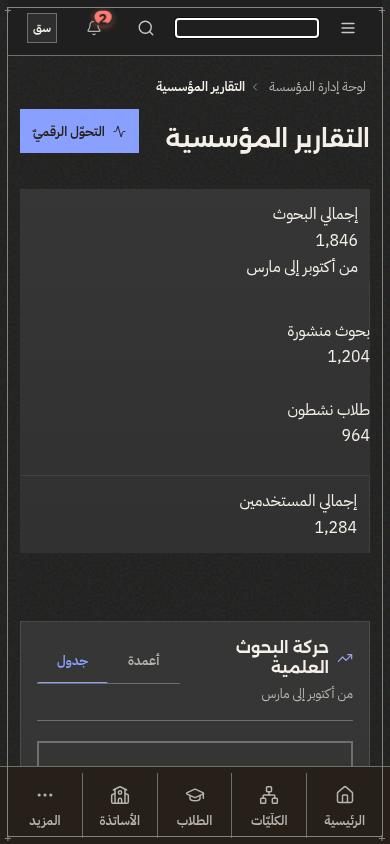 2
سق
لوحة إدارة المؤسسة
التقارير المؤسسية
التقارير المؤسسية
التحوّل الرقميّ
إجمالي البحوث
1,846
من أكتوبر إلى مارس
بحوث منشورة
1,204
طلاب نشطون
964
إجمالي المستخدمين
1,284
حركة البحوث
العلمية
من أكتوبر إلى مارس
أعمدة
جدول
الرئيسية
الكلّيّات
الطلاب
الأساتذة
المزيد